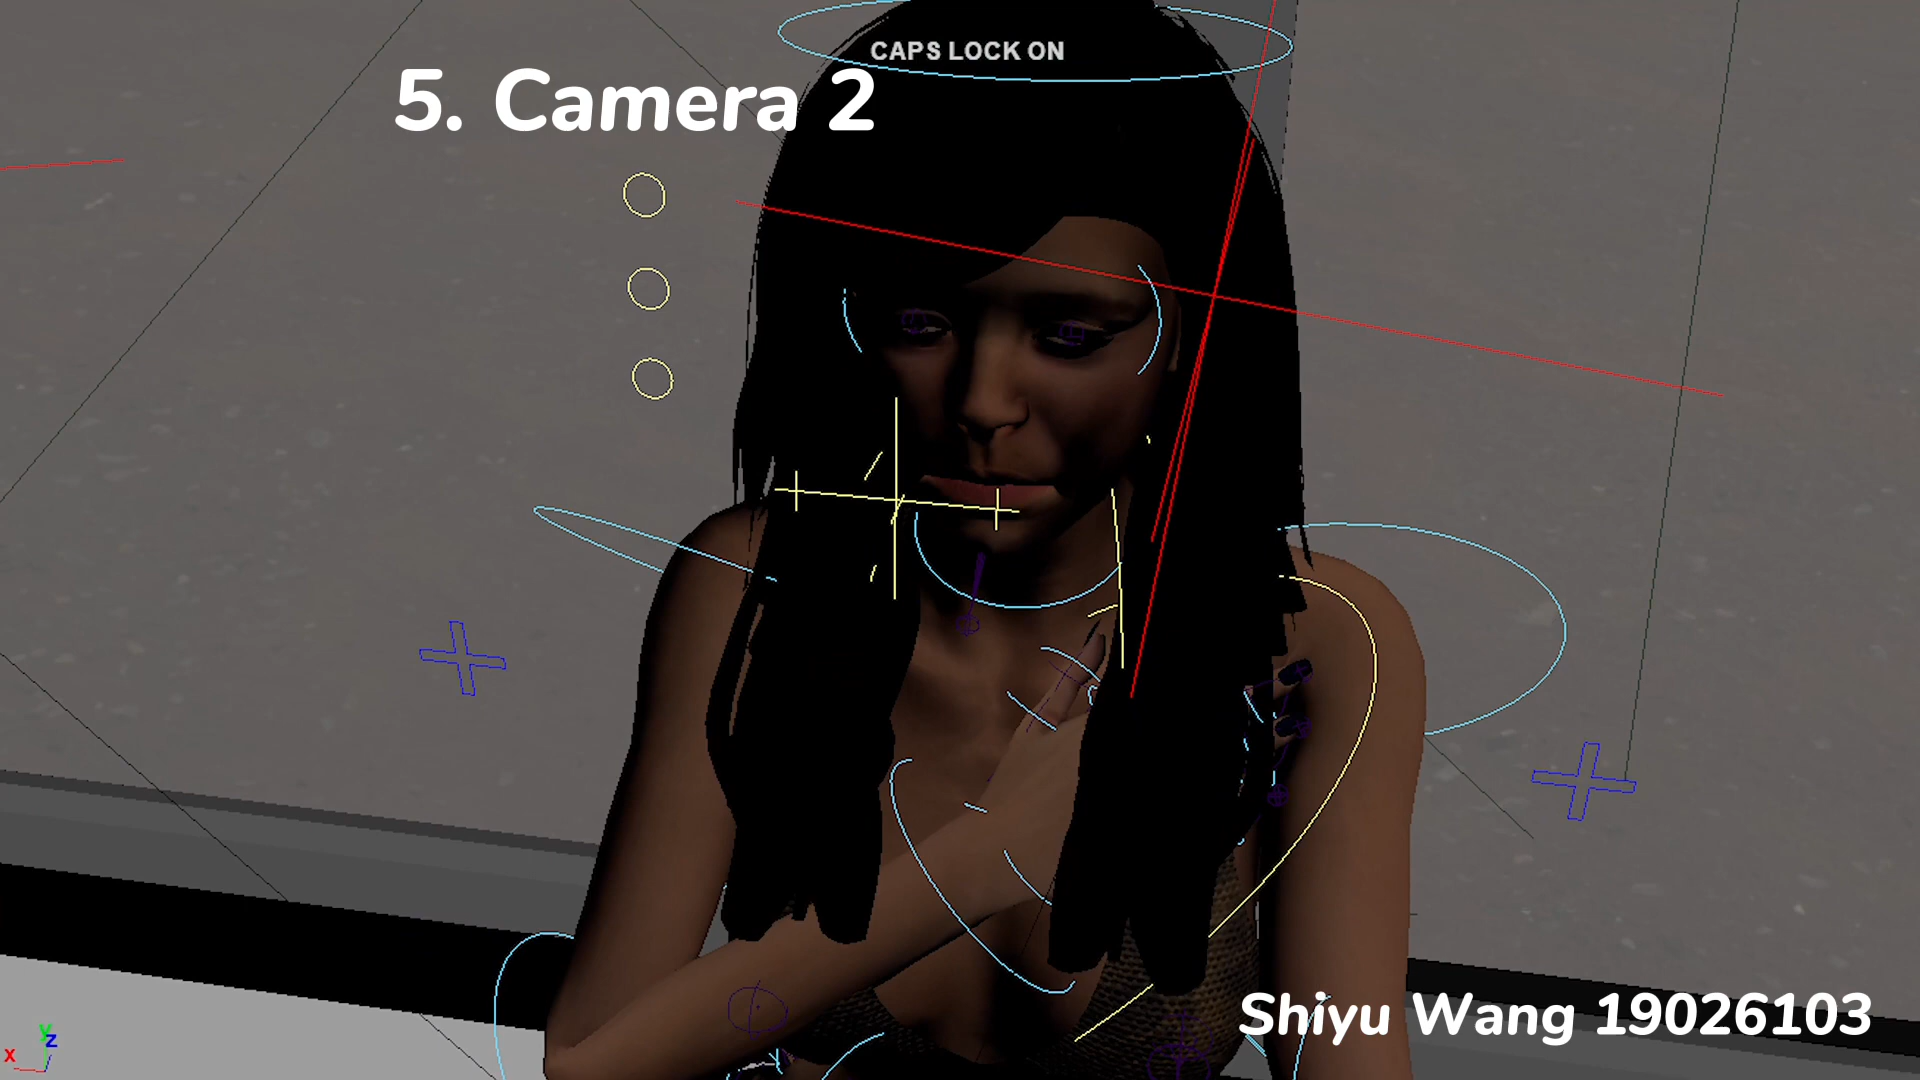 CAPS LOCK ON
5. Camera 2
Shiyu Wang 19026103
y
z
x